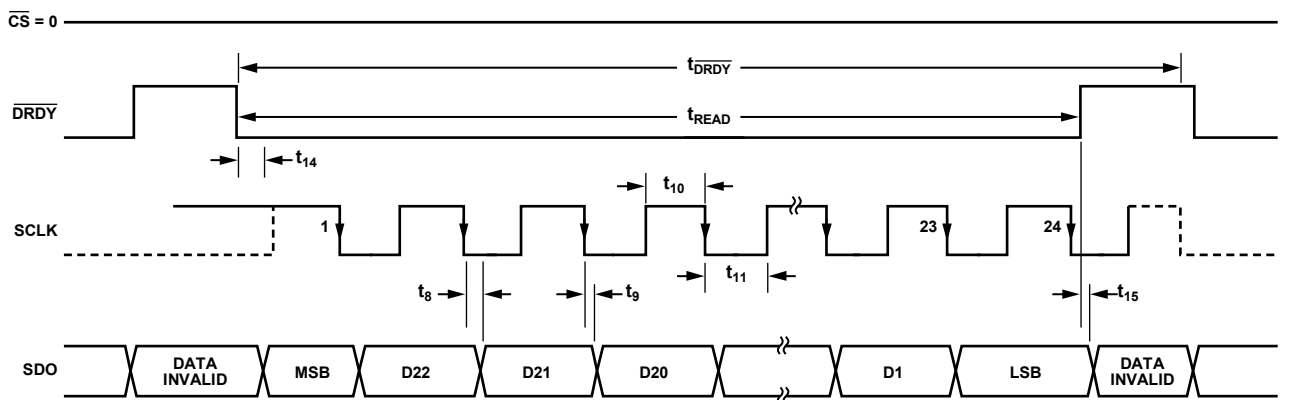 CS = 0
tDRDY
DRDY
tREAD
t14
t10
SCLK
1
23
24
t8
t9
t11
t15
SDO
DATA INVALID
MSB
D22
D21
D20
D1
LSB
DATA INVALID